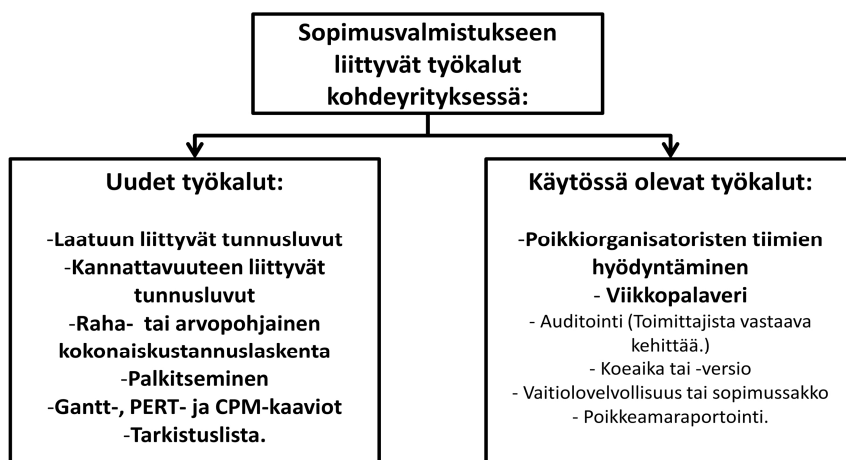 Sopimusvalmistukseen
liittyvät työkalut
kohdeyrityksessä:
Uudet työkalut:
-Laatuun liittyvät tunnusluvut
-Kannattavuuteen liittyvät
tunnusluvut
-Raha- tai arvopohjainen
kokonaiskustannuslaskenta
-Palkitseminen
-Gantt-, PERT- ja CPM-kaaviot
-Tarkistuslista.
Käytössä olevat työkalut:
-Poikkiorganisatoristen tiimien
hyödyntäminen
- Viikkopalaveri
- Auditointi (Toimittajista vastaava
kehittää.)
- Koeaika tai -versio
- Vaitiolovelvollisuus tai sopimussakko
- Poikkeamaraportointi.